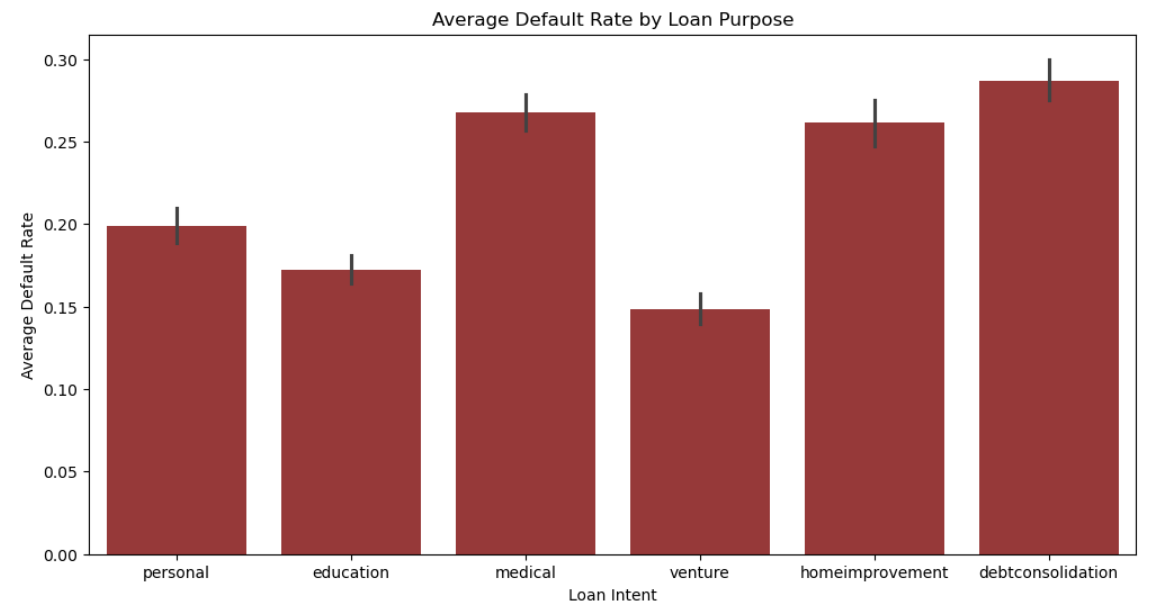 Average Default Rate by Loan Purpose
Average Default Rate
0.30
0.25
0.20
0.15
0.10
0.05
0.00
personal education medical venture homeimprovement debtconsolidation
Loan Intent